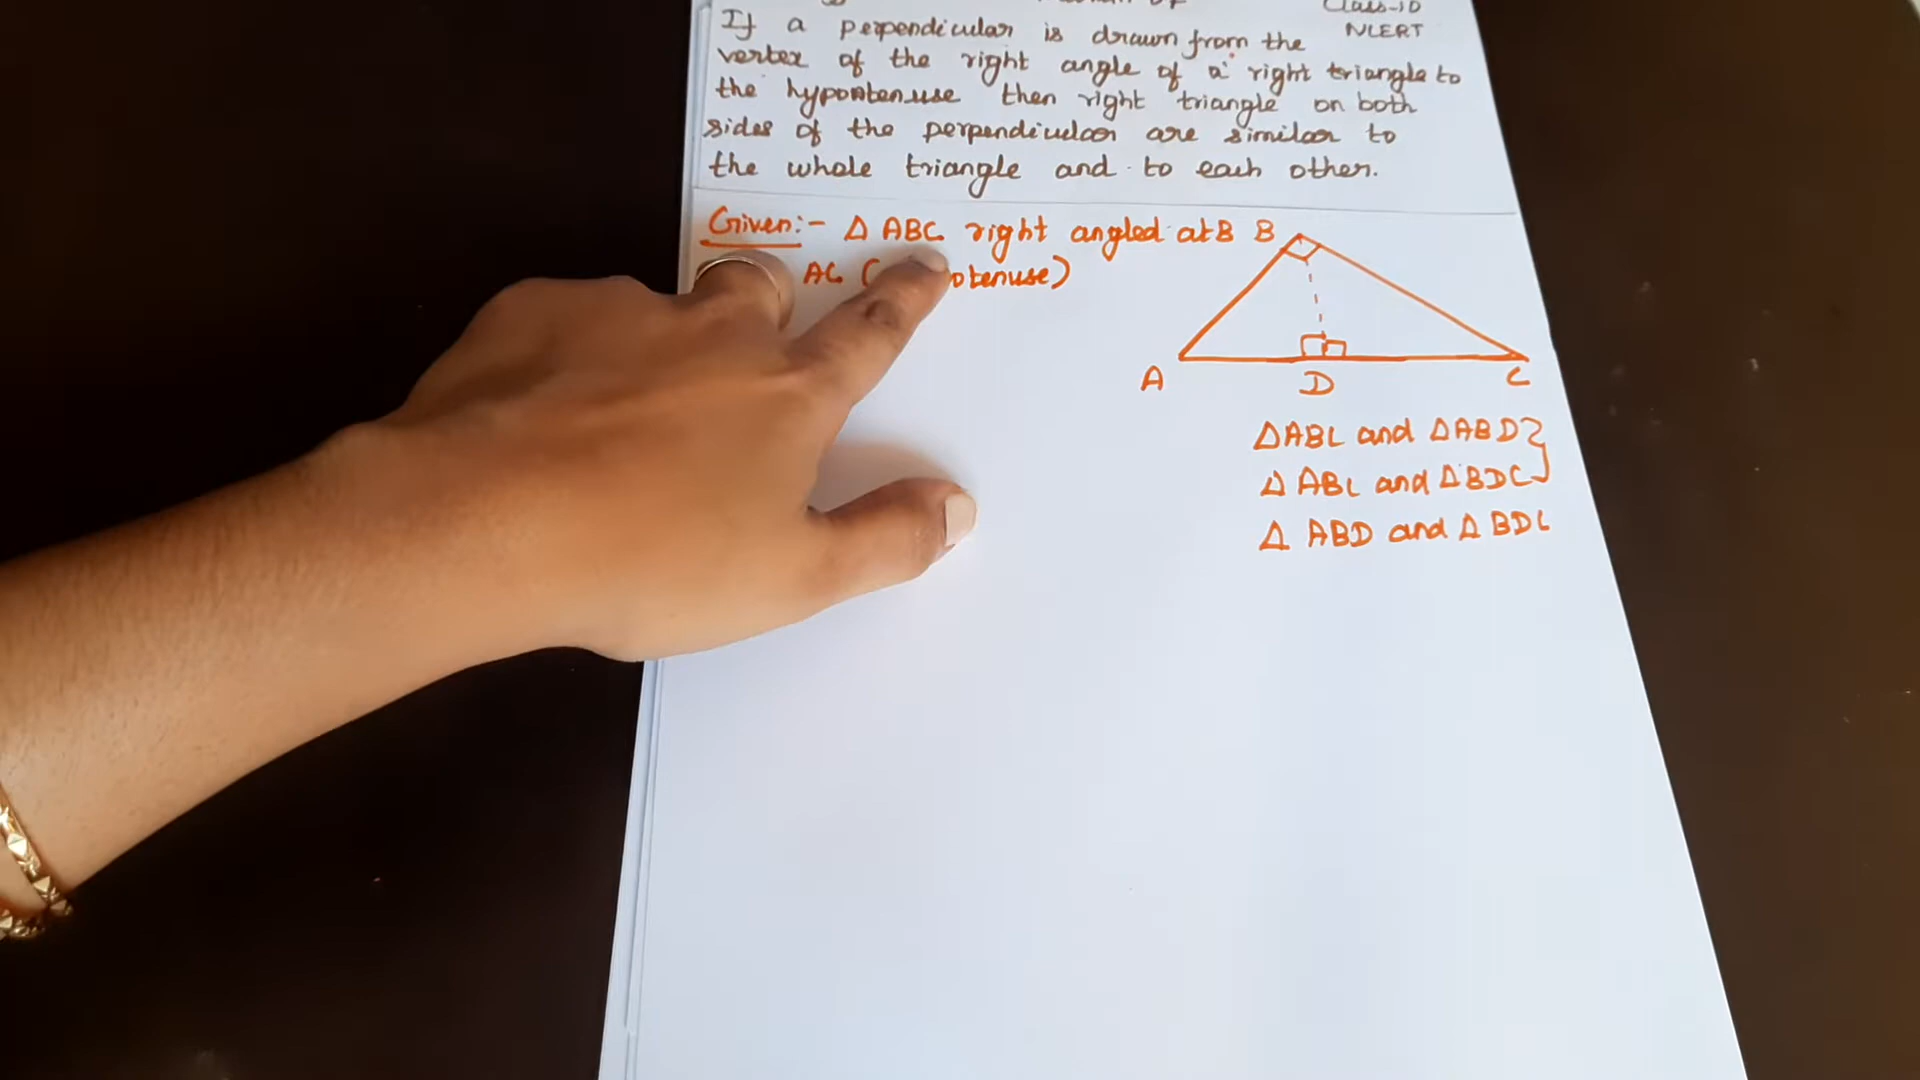 Class-10
If a perpendicular is drawn from the NCERT
vertex of the right angle of a right triangle to
the hypotenuse then right triangle on both
sides of the perpendicular are similar to
the whole triangle and to each other.
Given:- Δ ABC right angled at B B
AC ( otenuse)
A D C
ΔABC and ΔABD
Δ ABC and ΔBDC
Δ ABD and Δ BDC